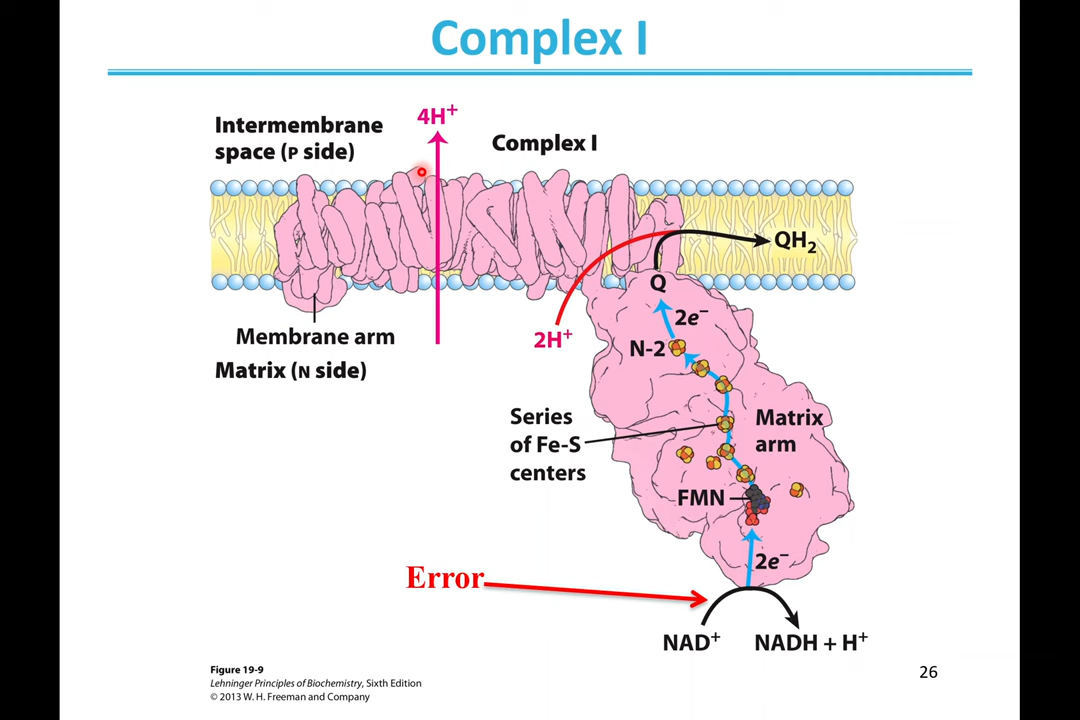 Complex I
Intermembrane
space (P side)
4H⁺
Complex I
QH₂
Q
2e⁻
Membrane arm
2H⁺
N-2
Matrix (N side)
Series
of Fe-S
centers
Matrix
arm
FMN
2e⁻
Error
NAD⁺
NADH + H⁺
Figure 19-9
Lehninger Principles of Biochemistry, Sixth Edition
© 2013 W. H. Freeman and Company
26